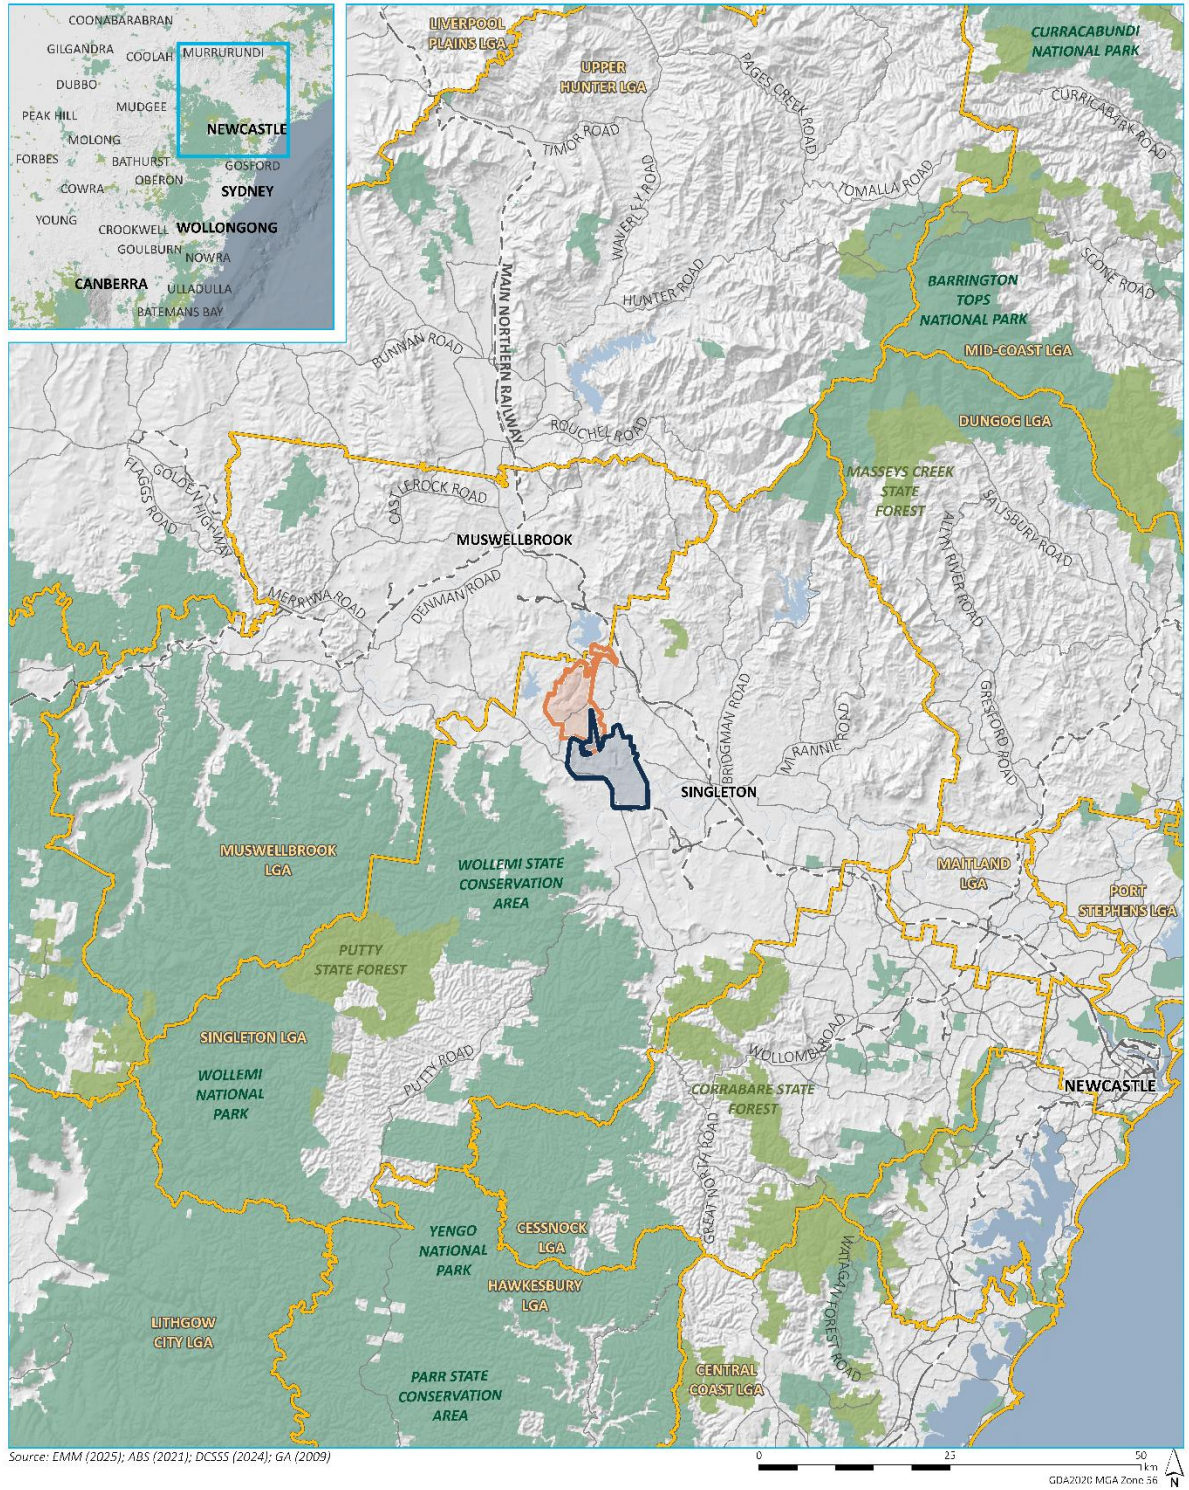 COONABARABRAN
GILGANDRA
COOLAH
MURRURUNDI
DUBBO
MUDGEE
PEAK HILL
NEWCASTLE
MOLONG
FORBES
BATHURST
GOSFORD
OBERON
COWRA
SYDNEY
YOUNG
CROOKWELL
WOLLONGONG
GOULBURN
NOWRA
CANBERRA
ULLADULLA
BATEMANS BAY
LIVERPOOL
PLAINS LGA
UPPER
HUNTER LGA
CURRACABUNDI
NATIONAL PARK
PAIGES CREEK ROAD
CURRICABARK ROAD
TIMOR ROAD
TOMALLA ROAD
WAVERLEY ROAD
SCONE ROAD
HUNTER ROAD
MAIN NORTHERN RAILWAY
BARRINGTON
TOPS
NATIONAL PARK
BUNNAN ROAD
MID-COAST LGA
ROUCHEL ROAD
DUNGOG LGA
GOLDEN HIGHWAY
FLAGGS ROAD
CASTLEROCK ROAD
MASSEYS CREEK
STATE
FOREST
SALISBURY ROAD
ALLYN RIVER ROAD
MUSWELLBROOK
MERRIWA ROAD
DENMAN ROAD
GRESFORD ROAD
BRIDGMAN ROAD
MIRANNIE ROAD
SINGLETON
MUSWELLBROOK
LGA
WOLLEMI STATE
CONSERVATION
AREA
MAITLAND
LGA
PORT
STEPHENS LGA
PUTTY
STATE FOREST
SINGLETON LGA
WOLLEMI
NATIONAL
PARK
PUTTY ROAD
WOLLOMBI ROAD
CORRABARE STATE
FOREST
NEWCASTLE
GREAT NORTH ROAD
YENGO
NATIONAL
PARK
CESSNOCK
LGA
HAWKESBURY
LGA
WATAGAN FOREST ROAD
LITHGOW
CITY LGA
PARR STATE
CONSERVATION
AREA
CENTRAL
COAST LGA
Source: EMM (2025); ABS (2021); DCSSS (2024); GA (2009)
0 25 50
km
GDA2020 MGA Zone 56
N